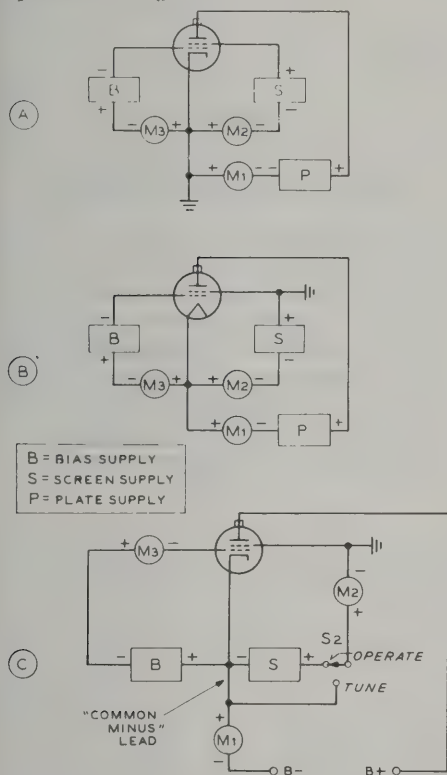 - +
B S
+ -
A
- M3 + + M2 -
+ M1 - - P +
- +
B S
+ -
B
- M3 + + M2 -
+ M1 - P +
B = BIAS SUPPLY
S = SCREEN SUPPLY
P = PLATE SUPPLY
+ M3 -
-
M2
+
S2
OPERATE
C
- B + - S +
TUNE
"COMMON
MINUS"
LEAD
+
M1
-
B- B+